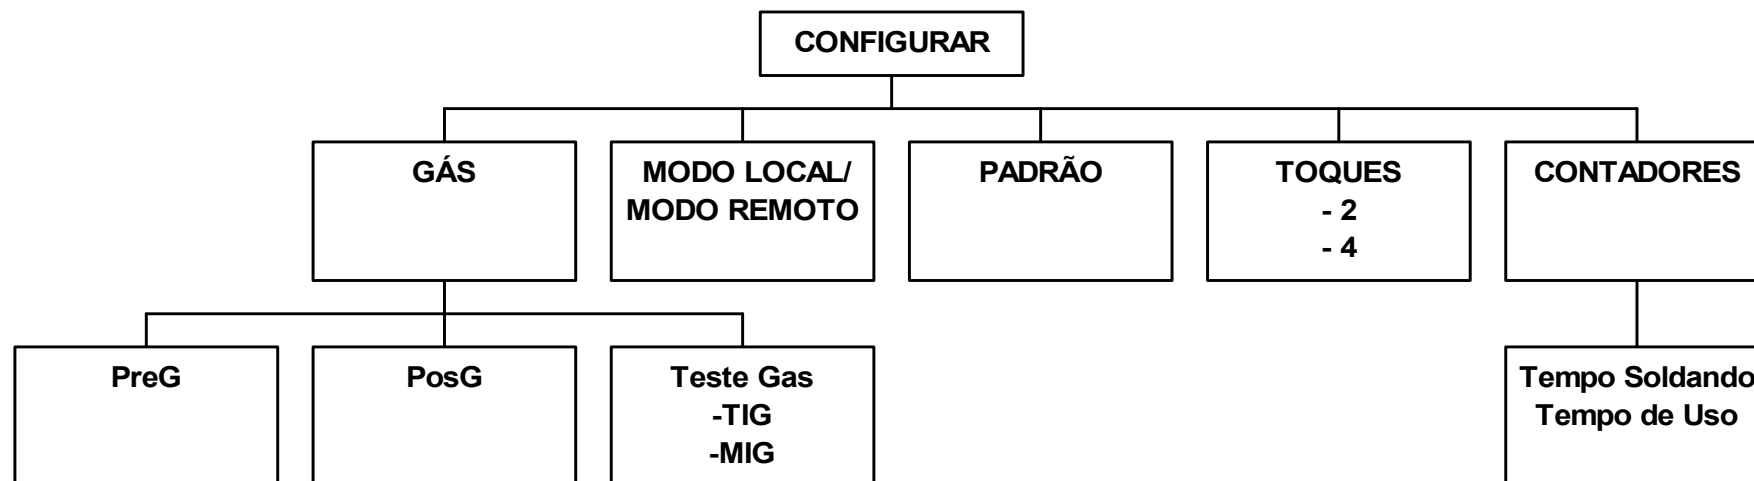 CONFIGURAR
GÁS
MODO LOCAL/
MODO REMOTO
PADRÃO
TOQUES
- 2
- 4
CONTADORES
PreG
PosG
Teste Gas
-TIG
-MIG
Tempo Soldando
Tempo de Uso